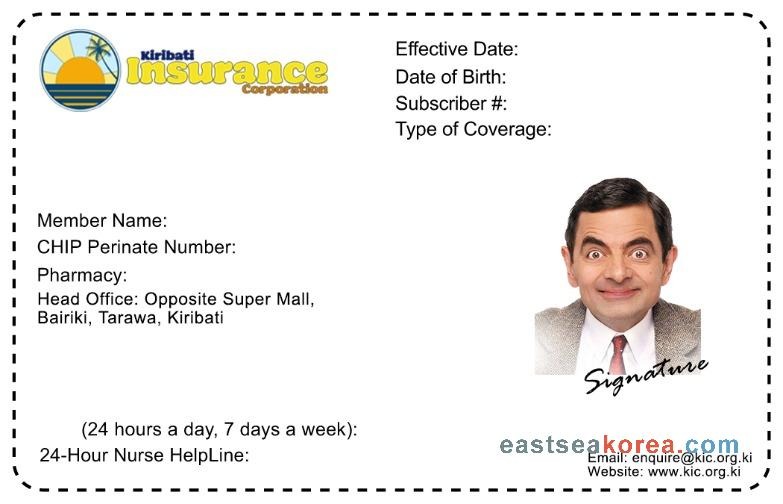 Kiribati
Insurance
Corporation
Effective Date:
Date of Birth:
Subscriber #:
Type of Coverage:
Member Name:
CHIP Perinate Number:
Pharmacy:
Head Office: Opposite Super Mall,
Bairiki, Tarawa, Kiribati
Signature
(24 hours a day, 7 days a week):
24-Hour Nurse HelpLine:
eastseakorea.com
Email: enquire@kic.org.ki
Website: www.kic.org.ki